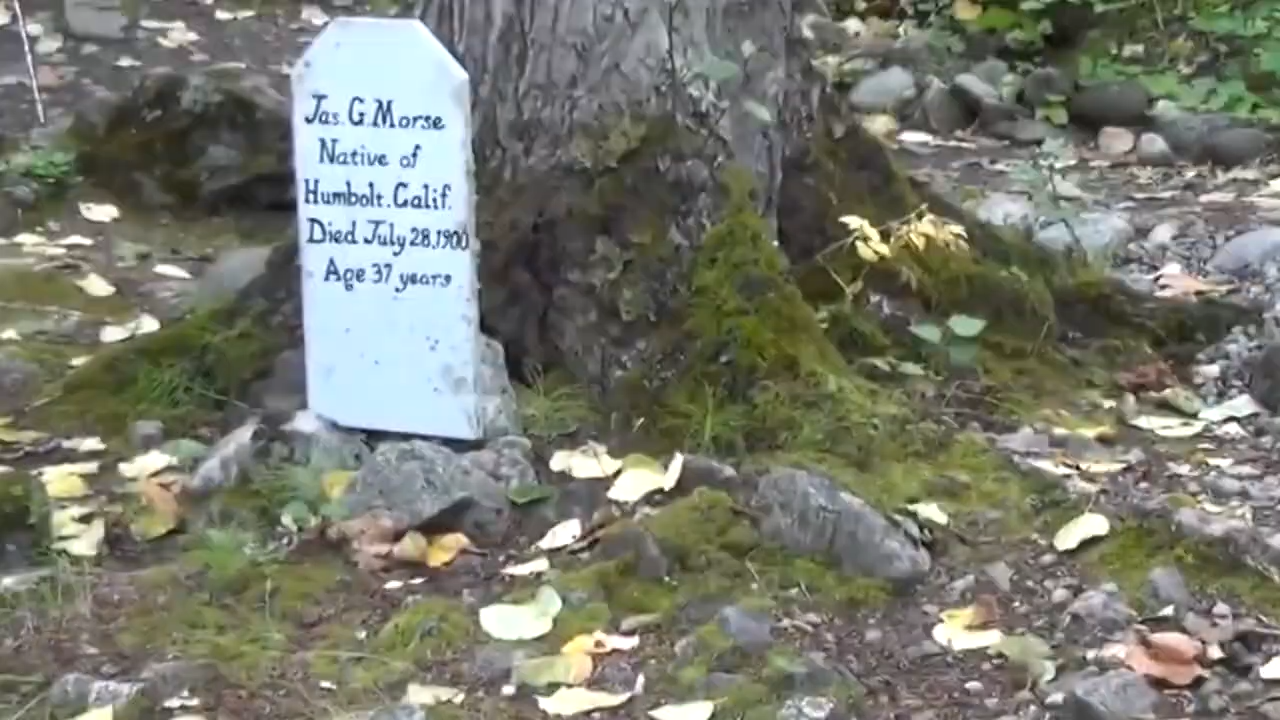 Jas. G. Morse
Native of
Humbolt. Calif.
Died July 28, 1900
Age 37 years